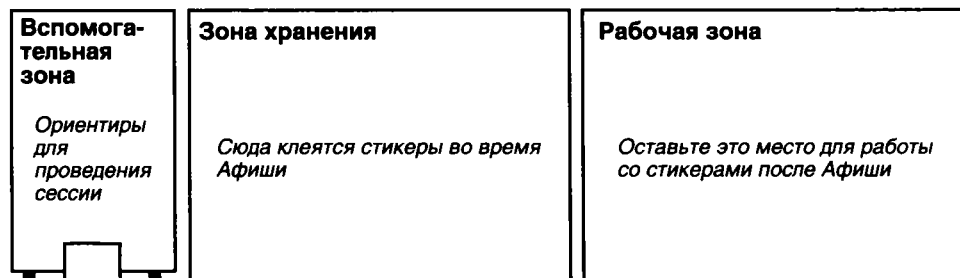 Вспомога-
тельная
зона
Ориентиры
для
проведения
сессии
Зона хранения
Сюда клеятся стикеры во время
Афиши
Рабочая зона
Оставьте это место для работы
со стикерами после Афиши